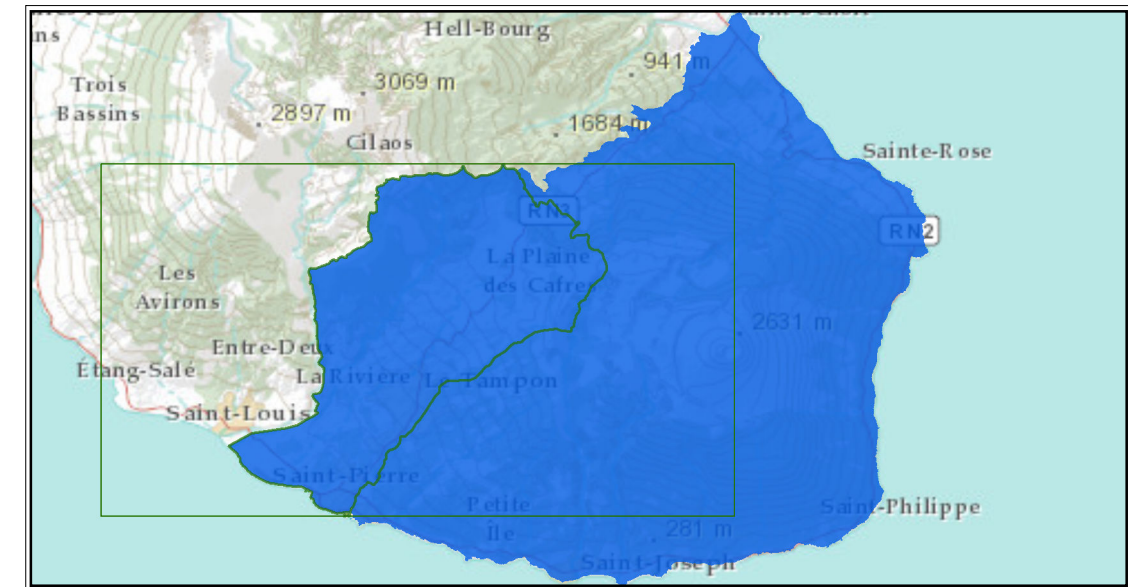 ns
Hell-Bourg
941 m
Trois
Bassins
3069 m
2897 m
1684 m
Cilaos
Sainte-Rose
RN3
RN2
La Plaine
des Cafres
Les
Avirons
2631 m
Entre-Deux
Étang-Salé
La Rivière
Le Tampon
Saint-Louis
Saint-Pierre
Petite
Île
Saint-Philippe
281 m
Saint-Joseph